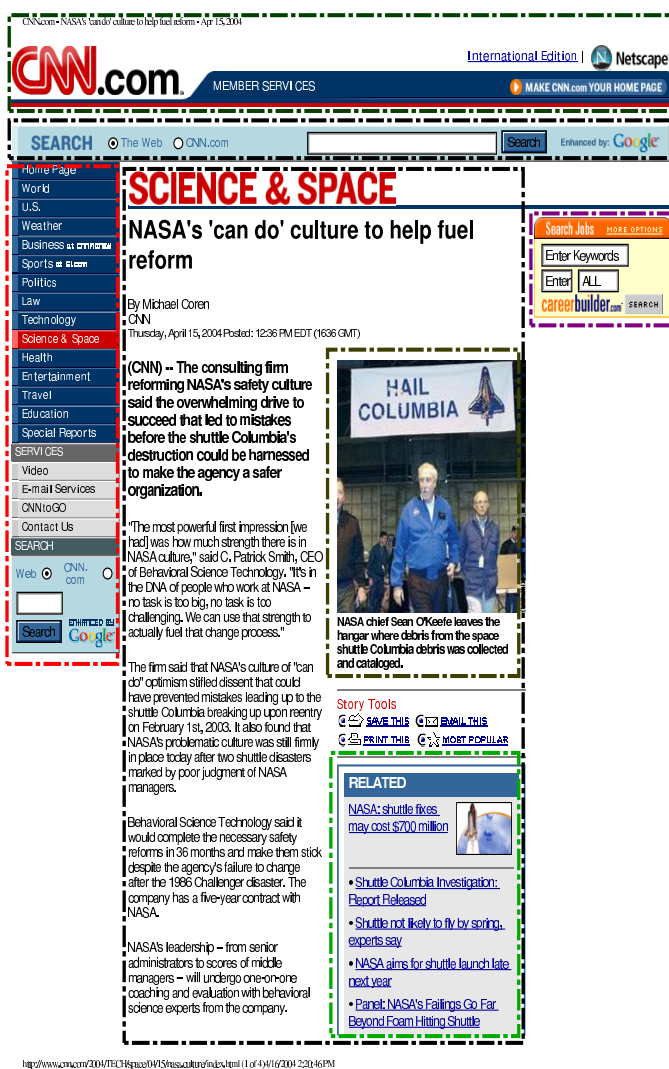 CNN.com - NASA's 'can do' culture to help fuel reform - Apr 15, 2004
International Edition | Netscape
CNN.com
MEMBER SERVICES
MAKE CNN.com YOUR HOME PAGE
SEARCH The Web CNN.com Search Enhanced by: Google
Home Page
World
U.S.
Weather
Business at CNN/Money
Sports at SI.com
Politics
Law
Technology
Science & Space
Health
Entertainment
Travel
Education
Special Reports
SERVICES
Video
E-mail Services
CNNtoGO
Contact Us
SEARCH
Web CNN.
com
Search ENHANCED BY
Google
SCIENCE & SPACE
NASA's 'can do' culture to help fuel
reform
By Michael Coren
CNN
Thursday, April 15, 2004 Posted: 12:36 PM EDT (1636 GMT)
(CNN) -- The consulting firm
reforming NASA's safety culture
said the overwhelming drive to
succeed that led to mistakes
before the shuttle Columbia's
destruction could be harnessed
to make the agency a safer
organization.
"The most powerful first impression [we
had] was how much strength there is in
NASA culture," said C. Patrick Smith, CEO
of Behavioral Science Technology. "It's in
the DNA of people who work at NASA --
no task is too big, no task is too
challenging. We can use that strength to
actually fuel that change process."
The firm said that NASA's culture of "can
do" optimism stifled dissent that could
have prevented mistakes leading up to the
shuttle Columbia breaking up upon reentry
on February 1st, 2003. It also found that
NASA's problematic culture was still firmly
in place today after two shuttle disasters
marked by poor judgment of NASA
managers.
Behavioral Science Technology said it
would complete the necessary safety
reforms in 36 months and make them stick
despite the agency's failure to change
after the 1986 Challenger disaster. The
company has a five-year contract with
NASA.
NASA's leadership -- from senior
administrators to scores of middle
managers -- will undergo one-on-one
coaching and evaluation with behavioral
science experts from the company.
HAIL
COLUMBIA
NASA chief Sean O'Keefe leaves the
hangar where debris from the space
shuttle Columbia debris was collected
and cataloged.
Story Tools
SAVE THIS EMAIL THIS
PRINT THIS MOST POPULAR
RELATED
NASA: shuttle fixes
may cost $700 million
• Shuttle Columbia Investigation:
Report Released
• Shuttle not likely to fly by spring,
experts say
• NASA aims for shuttle launch late
next year
• Panel: NASA's Failings Go Far
Beyond Foam Hitting Shuttle
Search Jobs MORE OPTIONS
Enter Keywords
Enter ALL
careerbuilder.com SEARCH
http://www.cnn.com/2004/TECH/space/04/15/nasa.culture/index.html (1 of 4)4/16/2004 2:20:46 PM